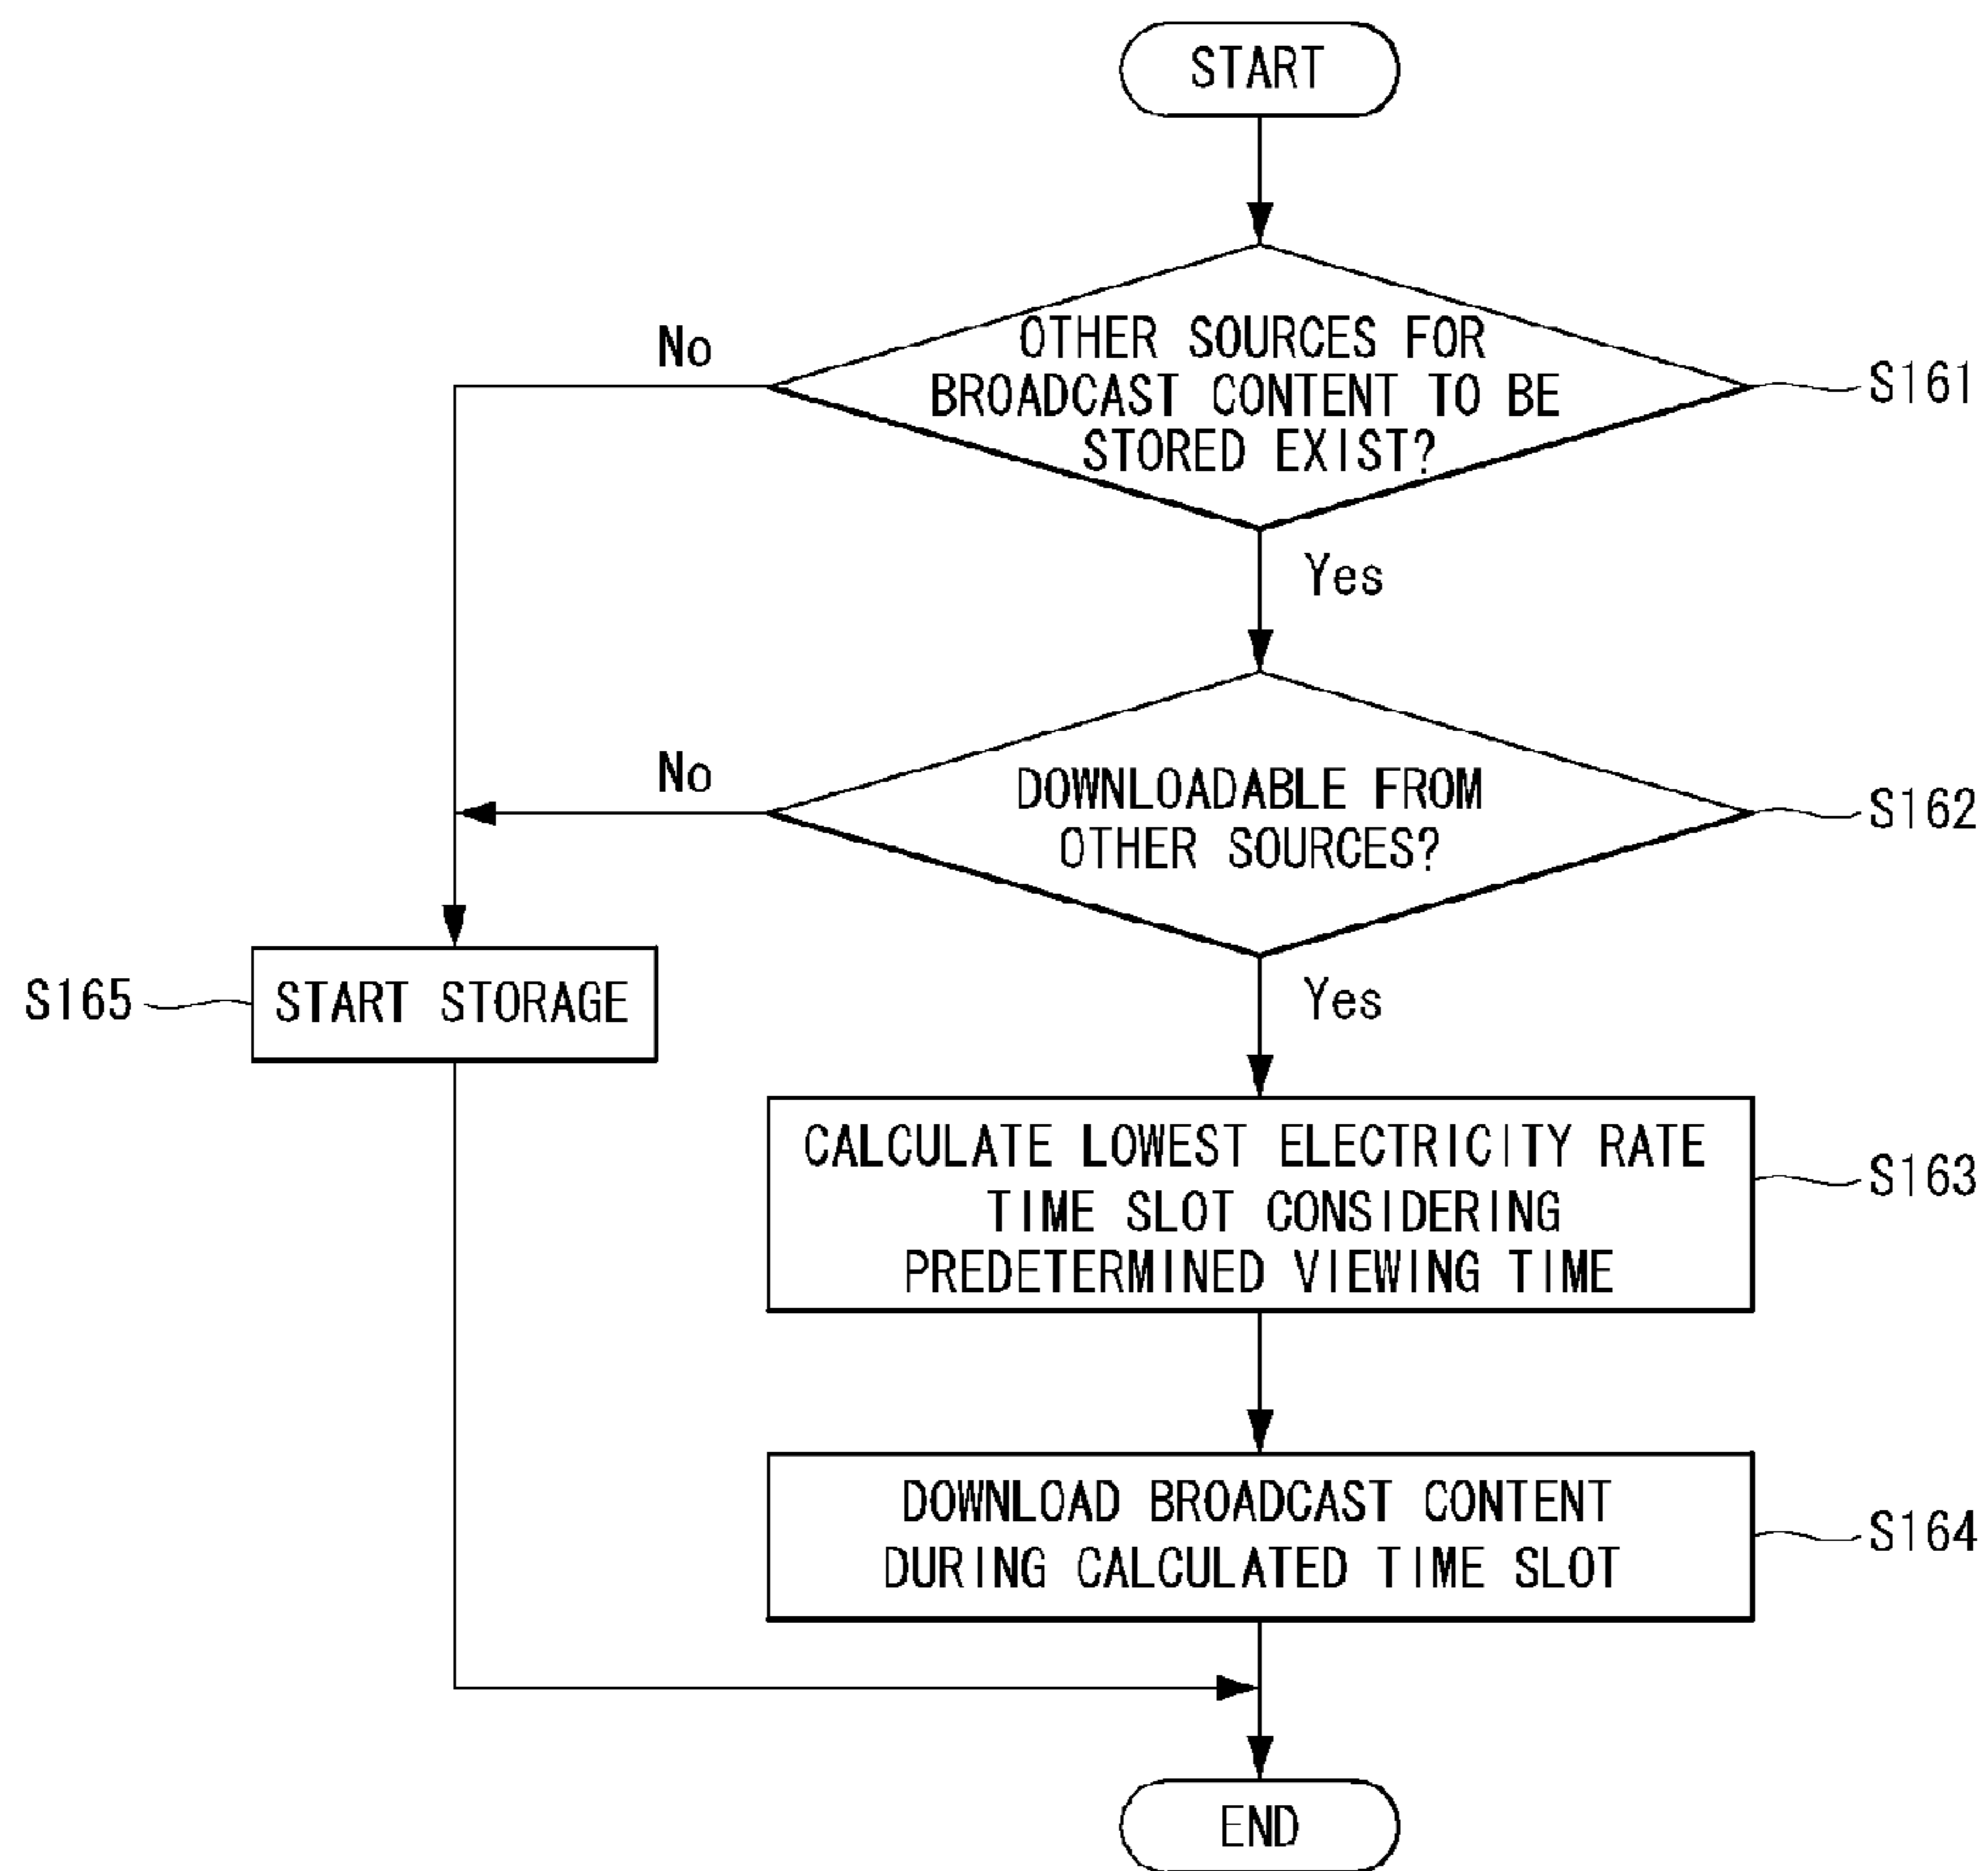 START
OTHER SOURCES FOR
BROADCAST CONTENT TO BE
STORED EXIST?
No
S161
Yes
DOWNLOADABLE FROM
OTHER SOURCES?
No
S162
Yes
S165
START STORAGE
CALCULATE LOWEST ELECTRICITY RATE
TIME SLOT CONSIDERING
PREDETERMINED VIEWING TIME
S163
DOWNLOAD BROADCAST CONTENT
DURING CALCULATED TIME SLOT
S164
END